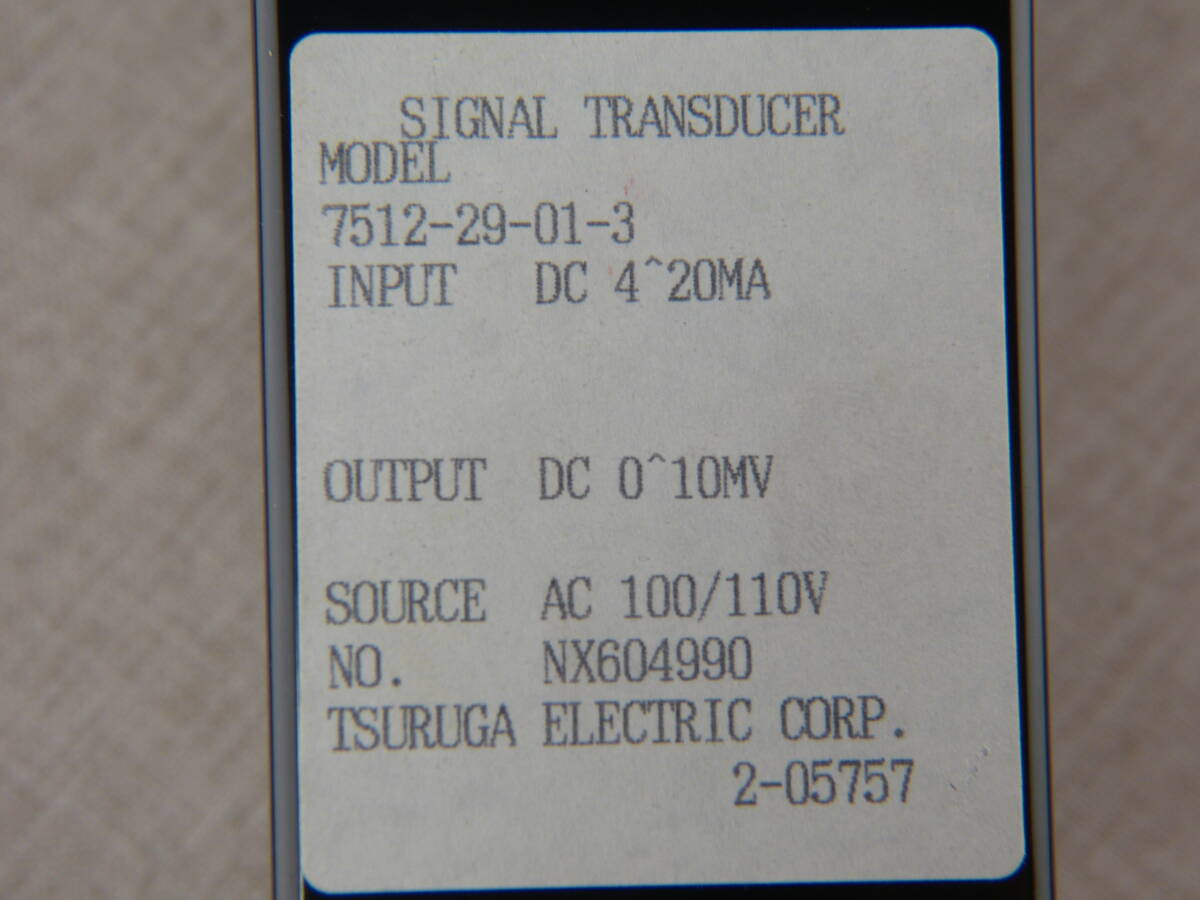 SIGNAL TRANSDUCER
MODEL
7512-29-01-3
INPUT DC 4^20MA
OUTPUT DC 0^10MV
SOURCE AC 100/110V
NO. NX604990
TSURUGA ELECTRIC CORP.
2-05757